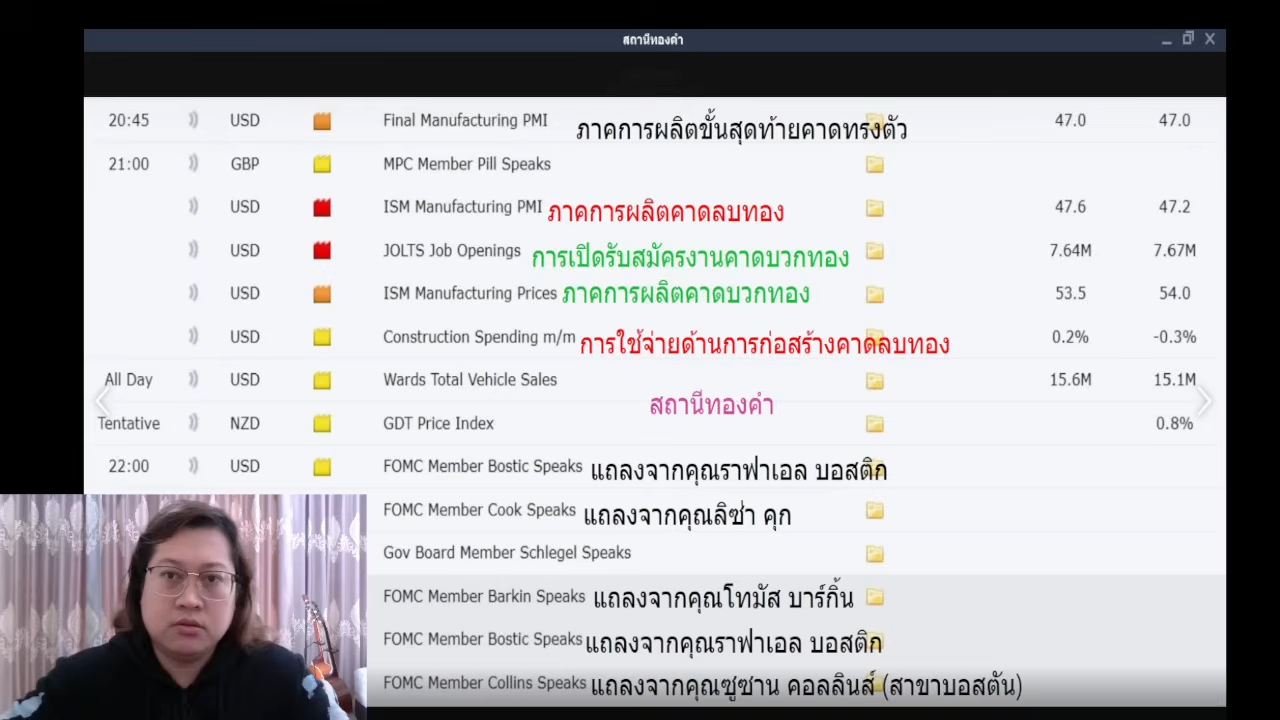 สถานีทองคำ
20:45 USD Final Manufacturing PMI ภาคการผลิตขั้นสุดท้ายคาดทรงตัว 47.0 47.0
21:00 GBP MPC Member Pill Speaks
USD ISM Manufacturing PMI ภาคการผลิตคาดลบทอง 47.6 47.2
USD JOLTS Job Openings การเปิดรับสมัครงานคาดบวกทอง 7.64M 7.67M
USD ISM Manufacturing Prices ภาคการผลิตคาดบวกทอง 53.5 54.0
USD Construction Spending m/m การใช้จ่ายด้านการก่อสร้างคาดลบทอง 0.2% -0.3%
All Day USD Wards Total Vehicle Sales 15.6M 15.1M
สถานีทองคำ
Tentative NZD GDT Price Index 0.8%
22:00 USD FOMC Member Bostic Speaks แถลงจากคุณราฟาเอล บอสติก
FOMC Member Cook Speaks แถลงจากคุณลิซ่า คุก
Gov Board Member Schlegel Speaks
FOMC Member Barkin Speaks แถลงจากคุณโทมัส บาร์กิ้น
FOMC Member Bostic Speaks แถลงจากคุณราฟาเอล บอสติก
FOMC Member Collins Speaks แถลงจากคุณซูซาน คอลลินส์ (สาขาบอสตัน)